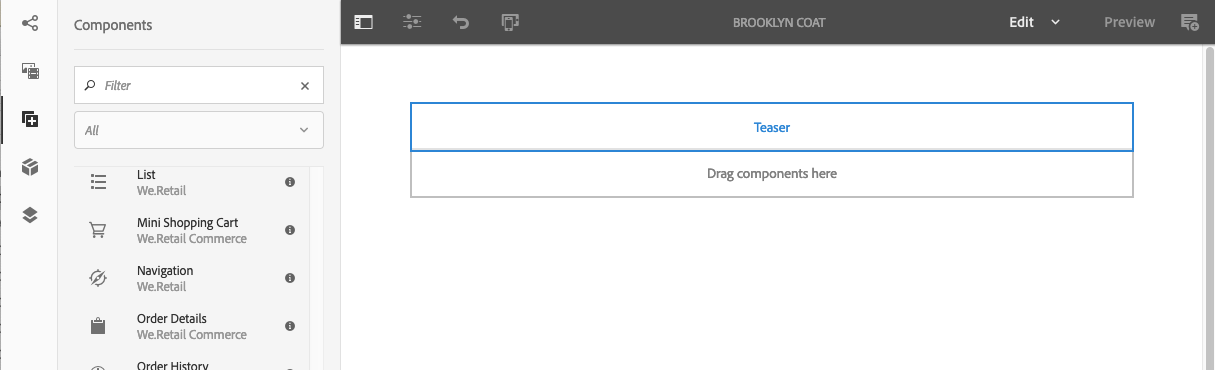 Components
Filter
All
List
We.Retail
Mini Shopping Cart
We.Retail Commerce
Navigation
We.Retail
Order Details
We.Retail Commerce
Order History
BROOKLYN COAT
Edit
Preview
Teaser
Drag components here